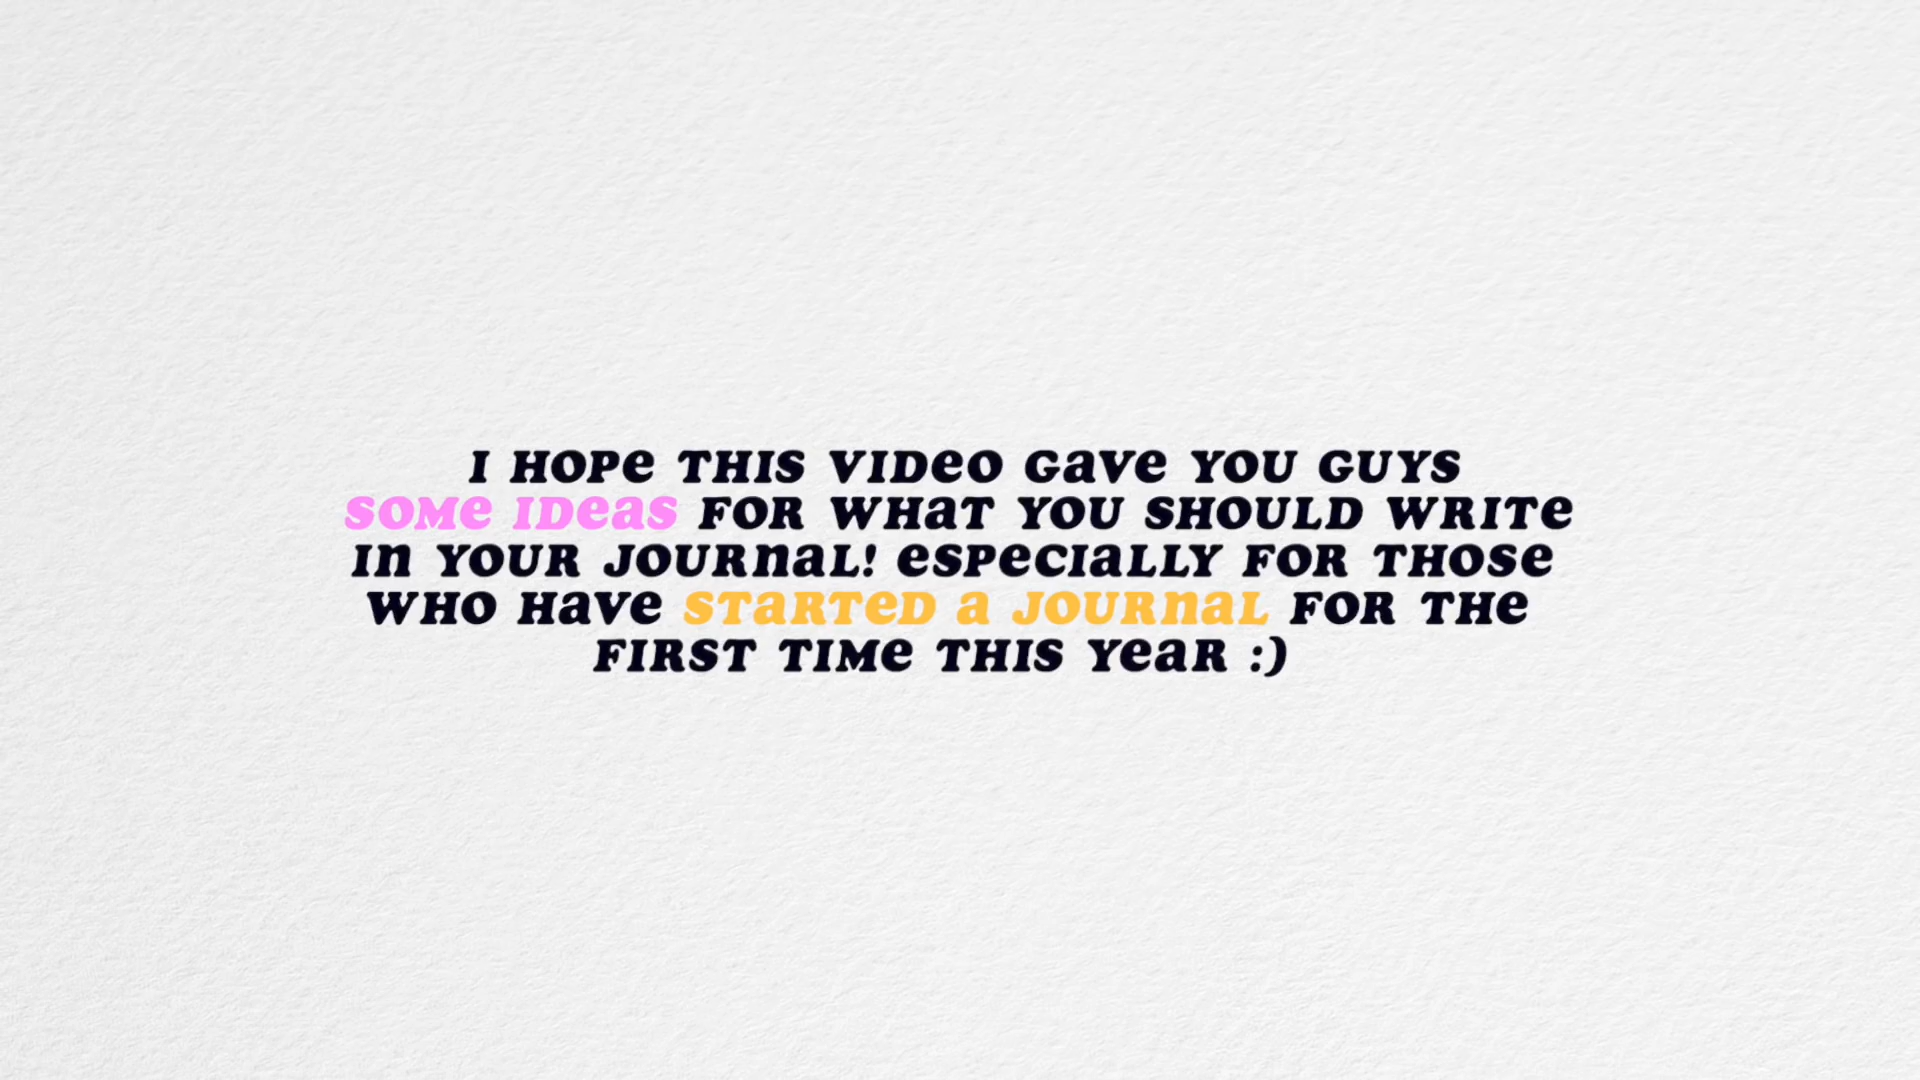 I HOPe THIS VIDeO GaVe YOU GUYS
SOMe IDeaS FOR WHaT YOU SHOULD WRITe
In YOUR JOURnaL! eSPeCIaLLY FOR THOSe
WHO HaVe STaRTeD a JOURnaL FOR THe
FIRST TIMe THIS YeaR :)